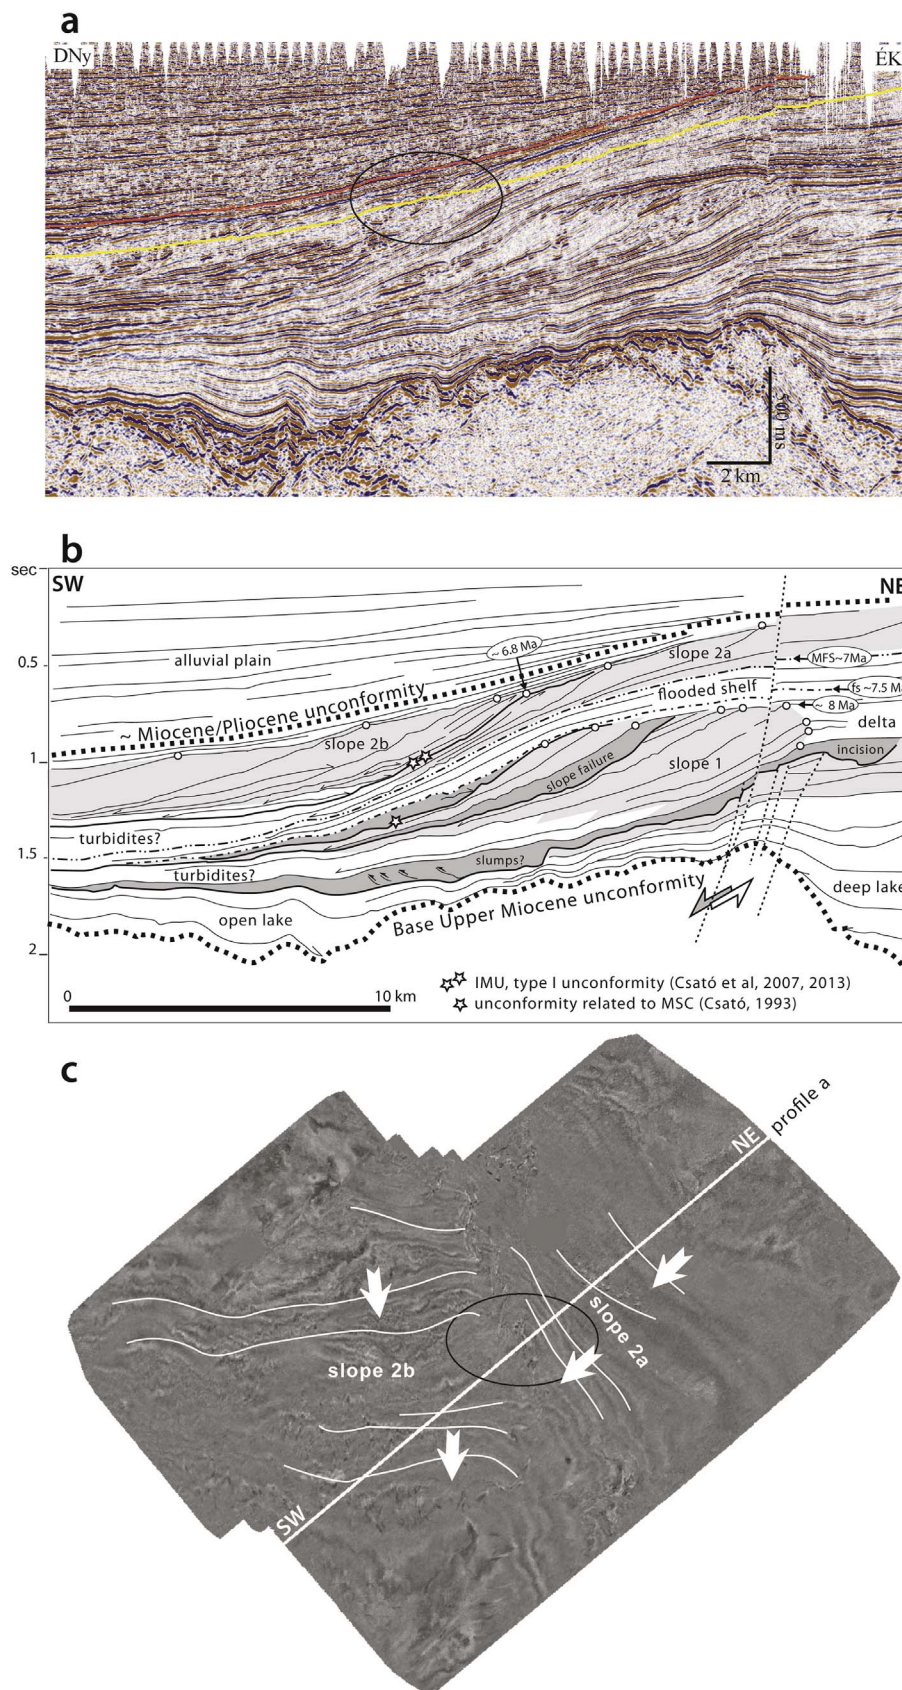 a
DNy
ÉK
500 ms
2 km
b
sec
SW
NE
~ 6.8 Ma
alluvial plain
slope 2a
0.5
MFS~7Ma
flooded shelf
fs ~7.5 M
~ Miocene/Pliocene unconformity
~ 8 Ma
slope 2b
delta
1
slope failure
slope 1
incision
turbidites?
1.5
slumps?
turbidites?
deep lake
open lake
Base Upper Miocene unconformity
2
0
10 km
IMU, type I unconformity (Csató et al, 2007, 2013)
unconformity related to MSC (Csató, 1993)
c
profile a
NE
slope 2a
slope 2b
SW